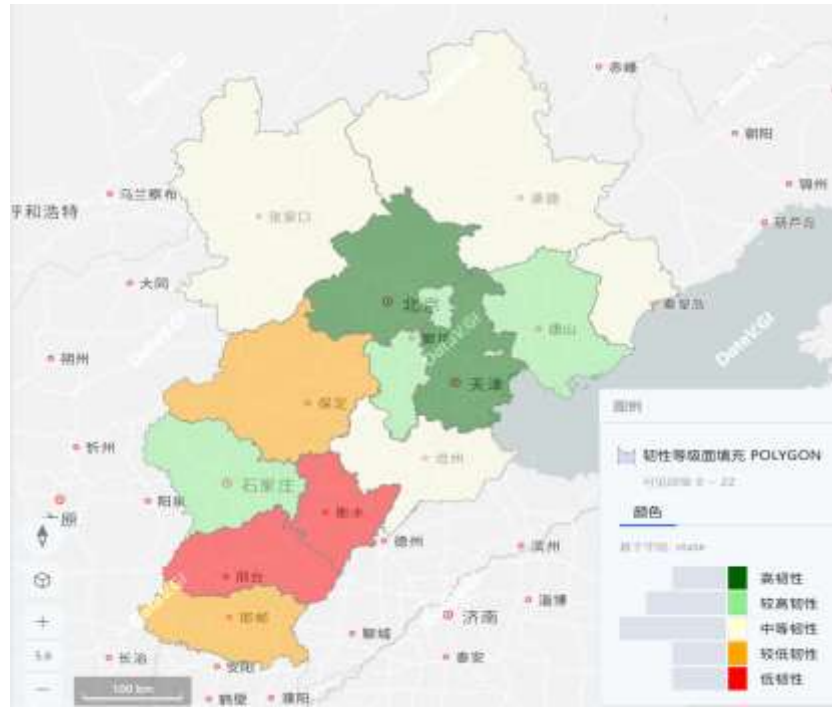 赤峰
朝阳
锦州
葫芦岛
乌兰察布
呼和浩特
张家口
承德
大同
北京
秦皇岛
唐山
廊坊
朔州
天津
保定
忻州
沧州
石家庄
阳泉
衡水
德州
滨州
邢台
淄博
邯郸
济南
聊城
长治
安阳
泰安
鹤壁
濮阳
100 km
5.6
图例
韧性等级面填充 POLYGON
颜色
高韧性
较高韧性
中等韧性
较低韧性
低韧性